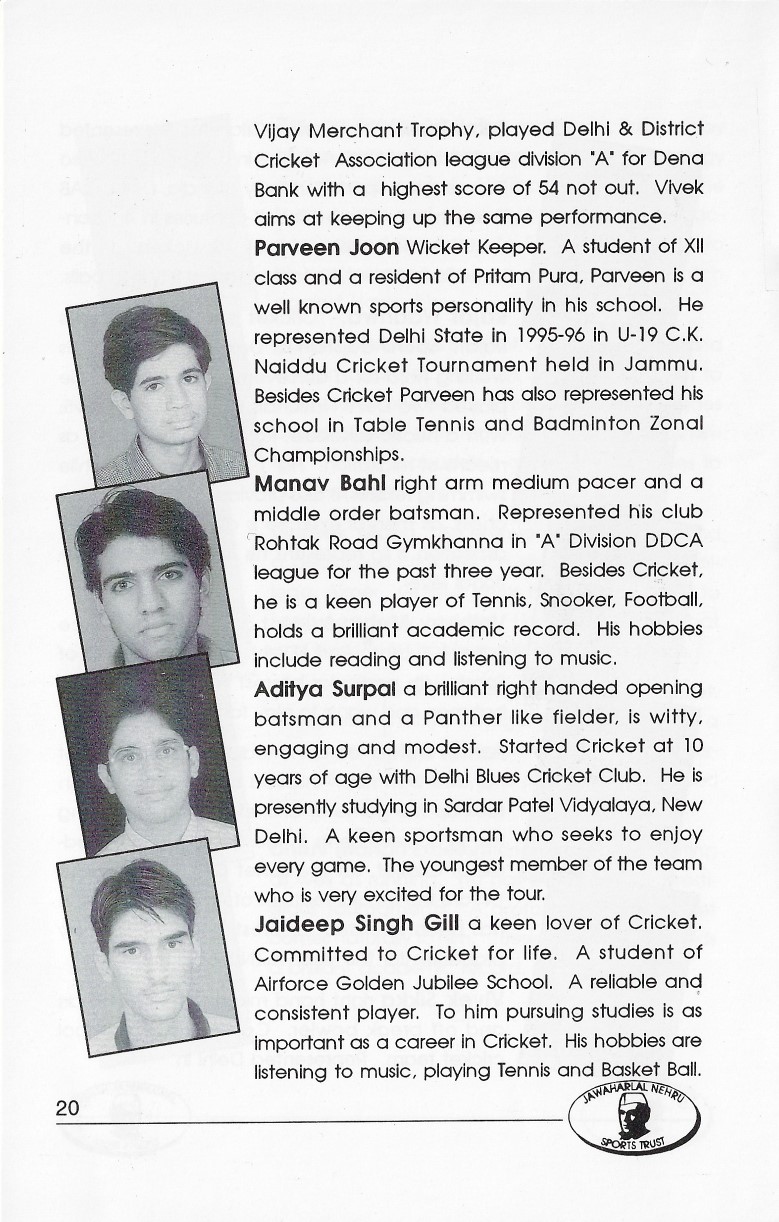 Vijay Merchant Trophy, played Delhi & District
Cricket Association league division "A" for Dena
Bank with a highest score of 54 not out. Vivek
aims at keeping up the same performance.
Parveen Joon Wicket Keeper. A student of XII
class and a resident of Pritam Pura, Parveen is a
well known sports personality in his school. He
represented Delhi State in 1995-96 in U-19 C.K.
Naiddu Cricket Tournament held in Jammu.
Besides Cricket Parveen has also represented his
school in Table Tennis and Badminton Zonal
Championships.
Manav Bahl right arm medium pacer and a
middle order batsman. Represented his club
Rohtak Road Gymkhanna in "A" Division DDCA
league for the past three year. Besides Cricket,
he is a keen player of Tennis, Snooker, Football,
holds a brilliant academic record. His hobbies
include reading and listening to music.
Aditya Surpal a brilliant right handed opening
batsman and a Panther like fielder, is witty,
engaging and modest. Started Cricket at 10
years of age with Delhi Blues Cricket Club. He is
presently studying in Sardar Patel Vidyalaya, New
Delhi. A keen sportsman who seeks to enjoy
every game. The youngest member of the team
who is very excited for the tour.
Jaideep Singh Gill a keen lover of Cricket.
Committed to Cricket for life. A student of
Airforce Golden Jubilee School. A reliable and
consistent player. To him pursuing studies is as
important as a career in Cricket. His hobbies are
listening to music, playing Tennis and Basket Ball.
20
JAWAHARLAL NEHRU
SPORTS TRUST